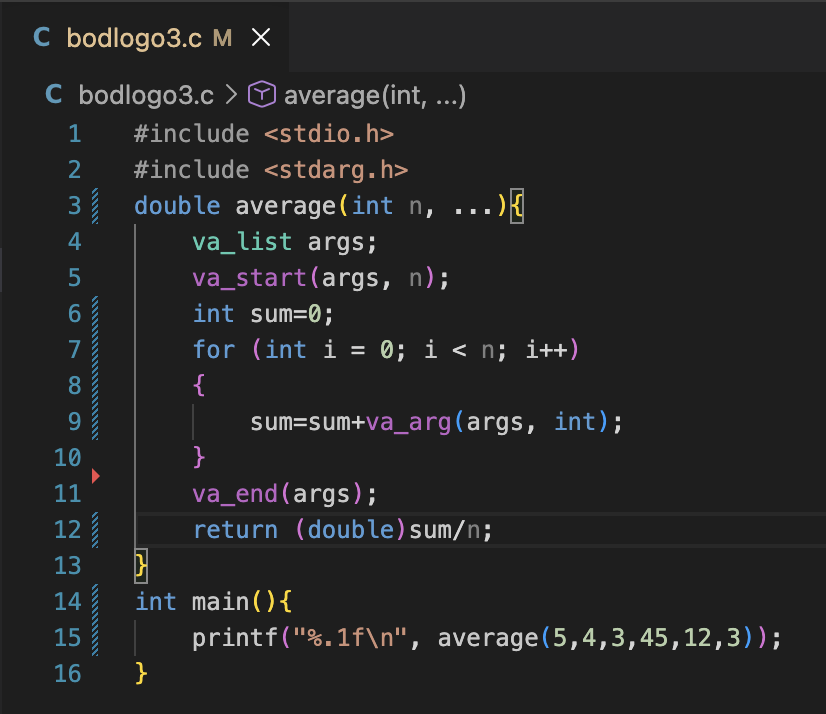 C bodlogo3.c M ×
C bodlogo3.c > average(int, ...)
1 #include <stdio.h>
2 #include <stdarg.h>
3 double average(int n, ...){
4     va_list args;
5     va_start(args, n);
6     int sum=0;
7     for (int i = 0; i < n; i++)
8     {
9         sum=sum+va_arg(args, int);
10     }
11     va_end(args);
12     return (double)sum/n;
13 }
14 int main(){
15     printf("%.1f\n", average(5,4,3,45,12,3));
16 }